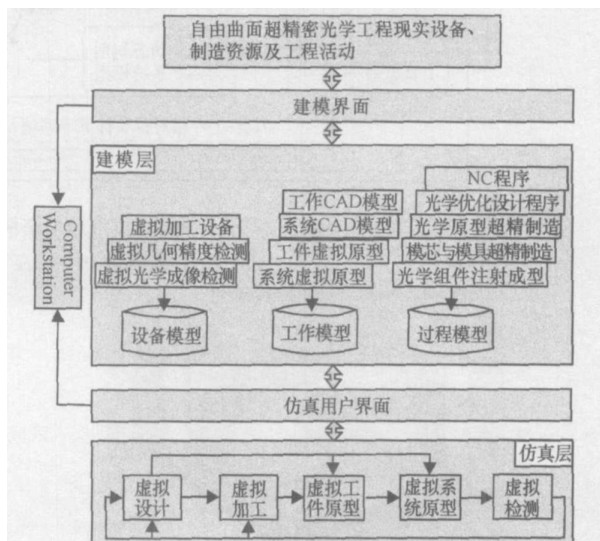 自由曲面超精密光学工程现实设备、
制造资源及工程活动
建模界面
建模层
虚拟加工设备
虚拟几何精度检测
虚拟光学成像检测
设备模型
工作CAD模型
系统CAD模型
工件虚拟原型
系统虚拟原型
工作模型
NC程序
光学优化设计程序
光学原型超精制造
模芯与模具超精制造
光学组件注射成型
过程模型
Computer
Workstation
仿真用户界面
仿真层
虚拟
设计
虚拟
加工
虚拟工
件原型
虚拟系
统原型
虚拟
检测